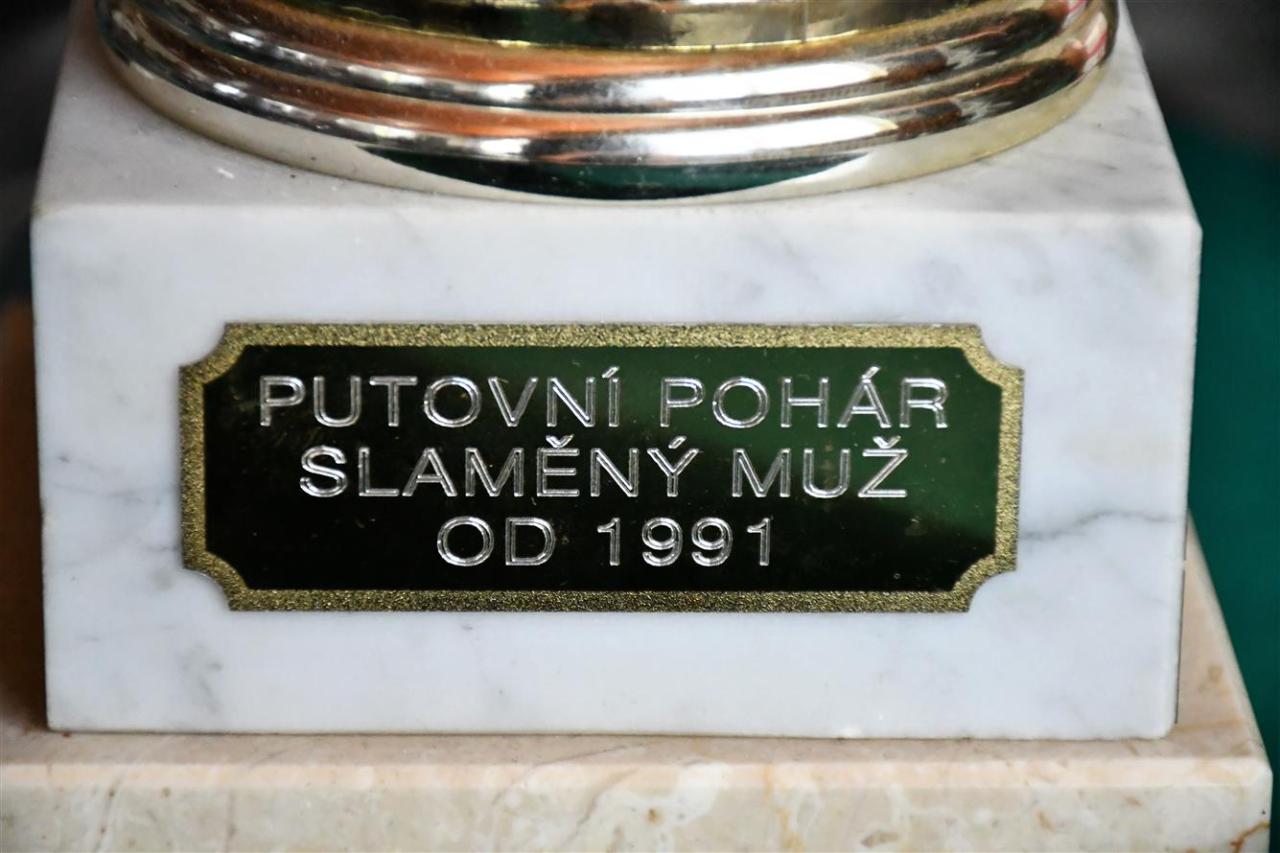 PUTOVNÍ POHÁR
SLAMĚNÝ MUŽ
OD 1991